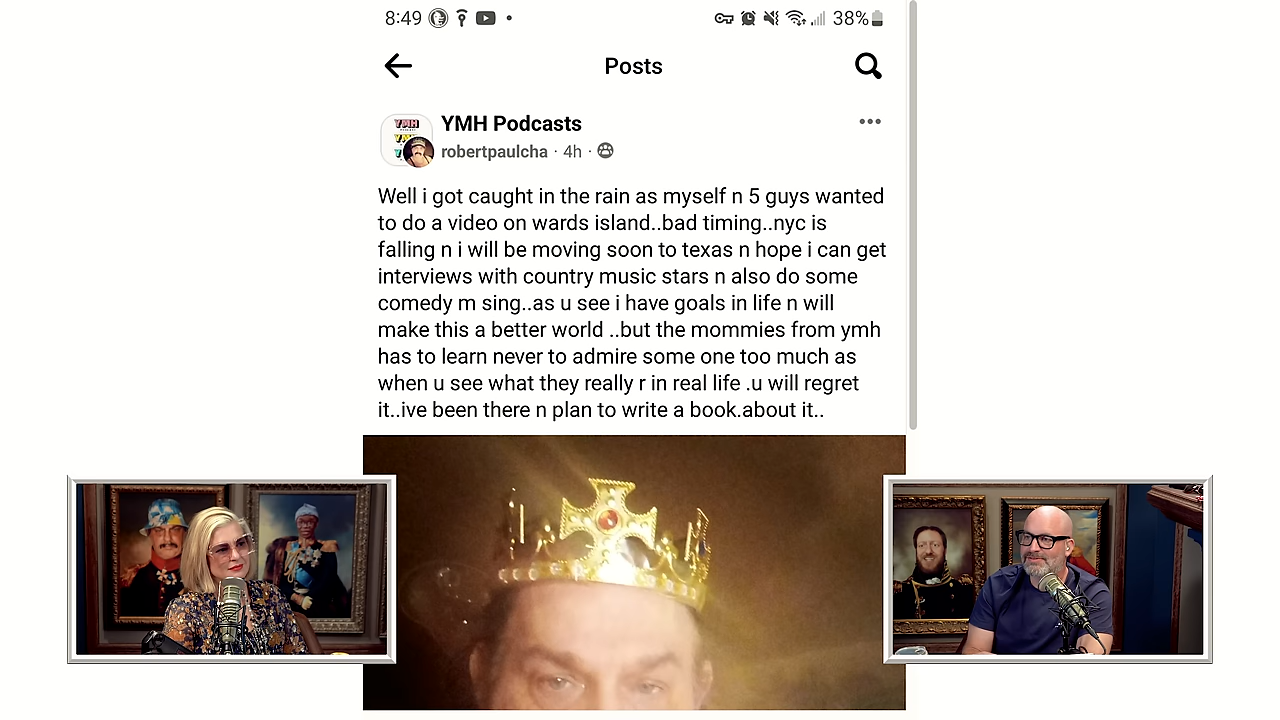 8:49
38%
Posts
YMH
YMH Podcasts
robertpaulcha · 4h ·
Well i got caught in the rain as myself n 5 guys wanted
to do a video on wards island..bad timing..nyc is
falling n i will be moving soon to texas n hope i can get
interviews with country music stars n also do some
comedy m sing..as u see i have goals in life n will
make this a better world ..but the mommies from ymh
has to learn never to admire some one too much as
when u see what they really r in real life .u will regret
it..ive been there n plan to write a book.about it..